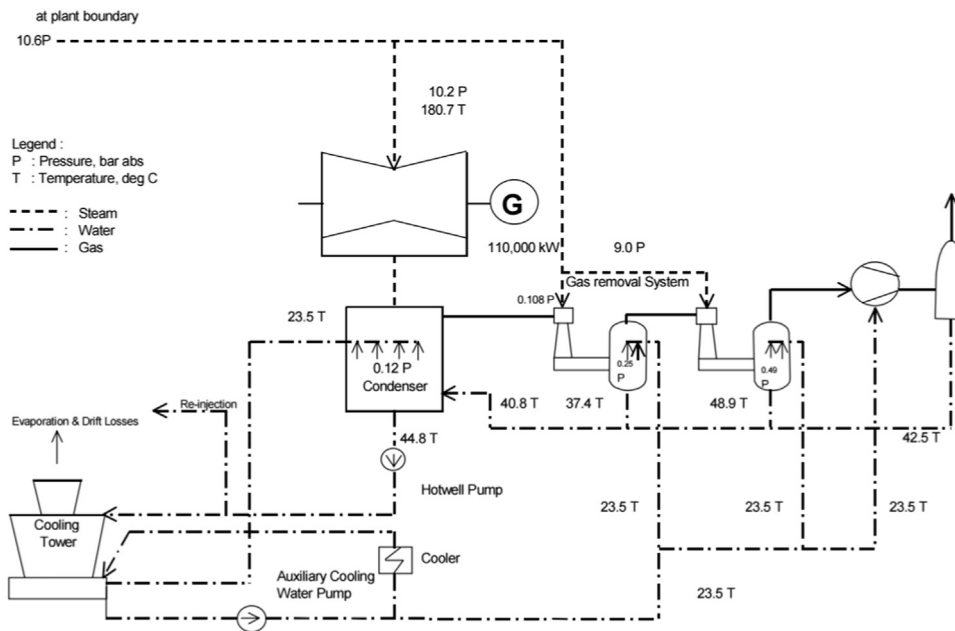 at plant boundary
10.6P
10.2 P
180.7 T
Legend :
P : Pressure, bar abs
T : Temperature, deg C
: Steam
: Water
: Gas
G
110,000 kW
9.0 P
Gas removal System
0.108 P
23.5 T
0.12 P
Condenser
0.25
P
0.49
P
40.8 T
37.4 T
48.9 T
42.5 T
Re-injection
Evaporation & Drift Losses
44.8 T
Hotwell Pump
23.5 T
23.5 T
23.5 T
Cooling
Tower
Cooler
Auxiliary Cooling
Water Pump
23.5 T